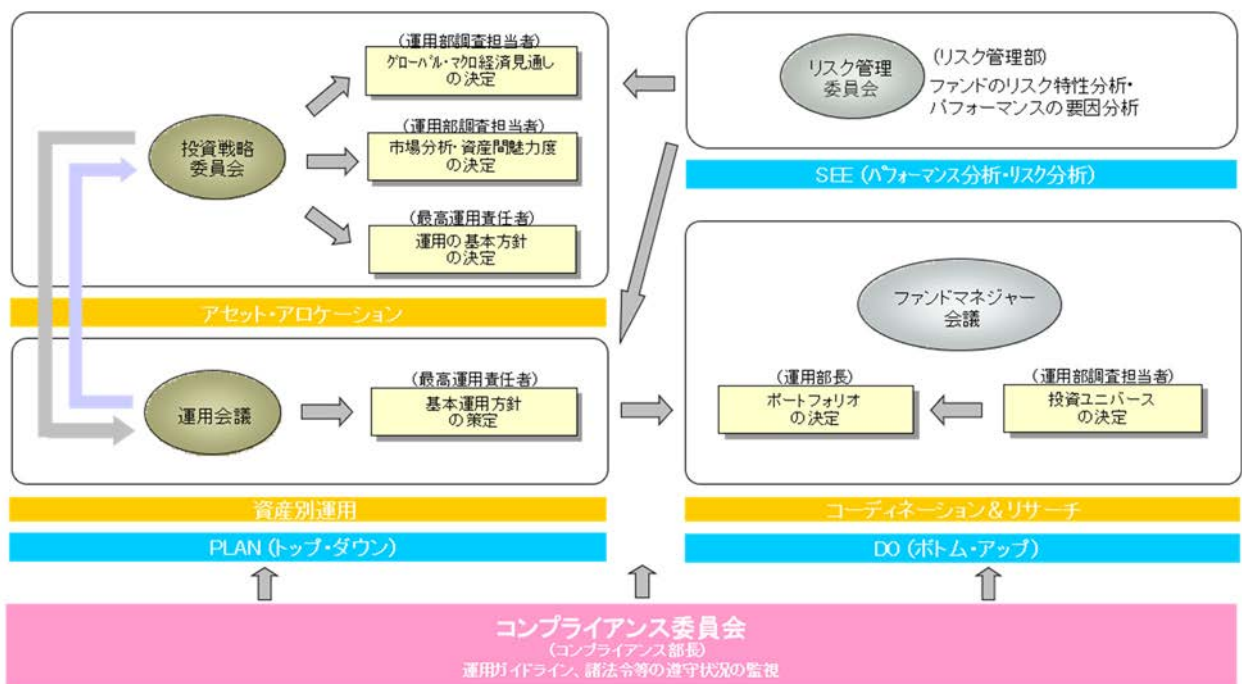 (運用部調査担当者)
グローバル・マクロ経済見通し
の決定
投資戦略
委員会
(運用部調査担当者)
市場分析・資産間魅力度
の決定
(最高運用責任者)
運用の基本方針
の決定
アセット・アロケーション
運用会議
(最高運用責任者)
基本運用方針
の策定
資産別運用
PLAN (トップ・ダウン)
リスク管理
委員会
(リスク管理部)
ファンドのリスク特性分析・
パフォーマンスの要因分析
SEE (パフォーマンス分析・リスク分析)
ファンドマネジャー
会議
(運用部長)
ポートフォリオ
の決定
(運用部調査担当者)
投資ユニバース
の決定
コーディネーション&リサーチ
DO (ボトム・アップ)
コンプライアンス委員会
(コンプライアンス部長)
運用ガイドライン、諸法令等の遵守状況の監視